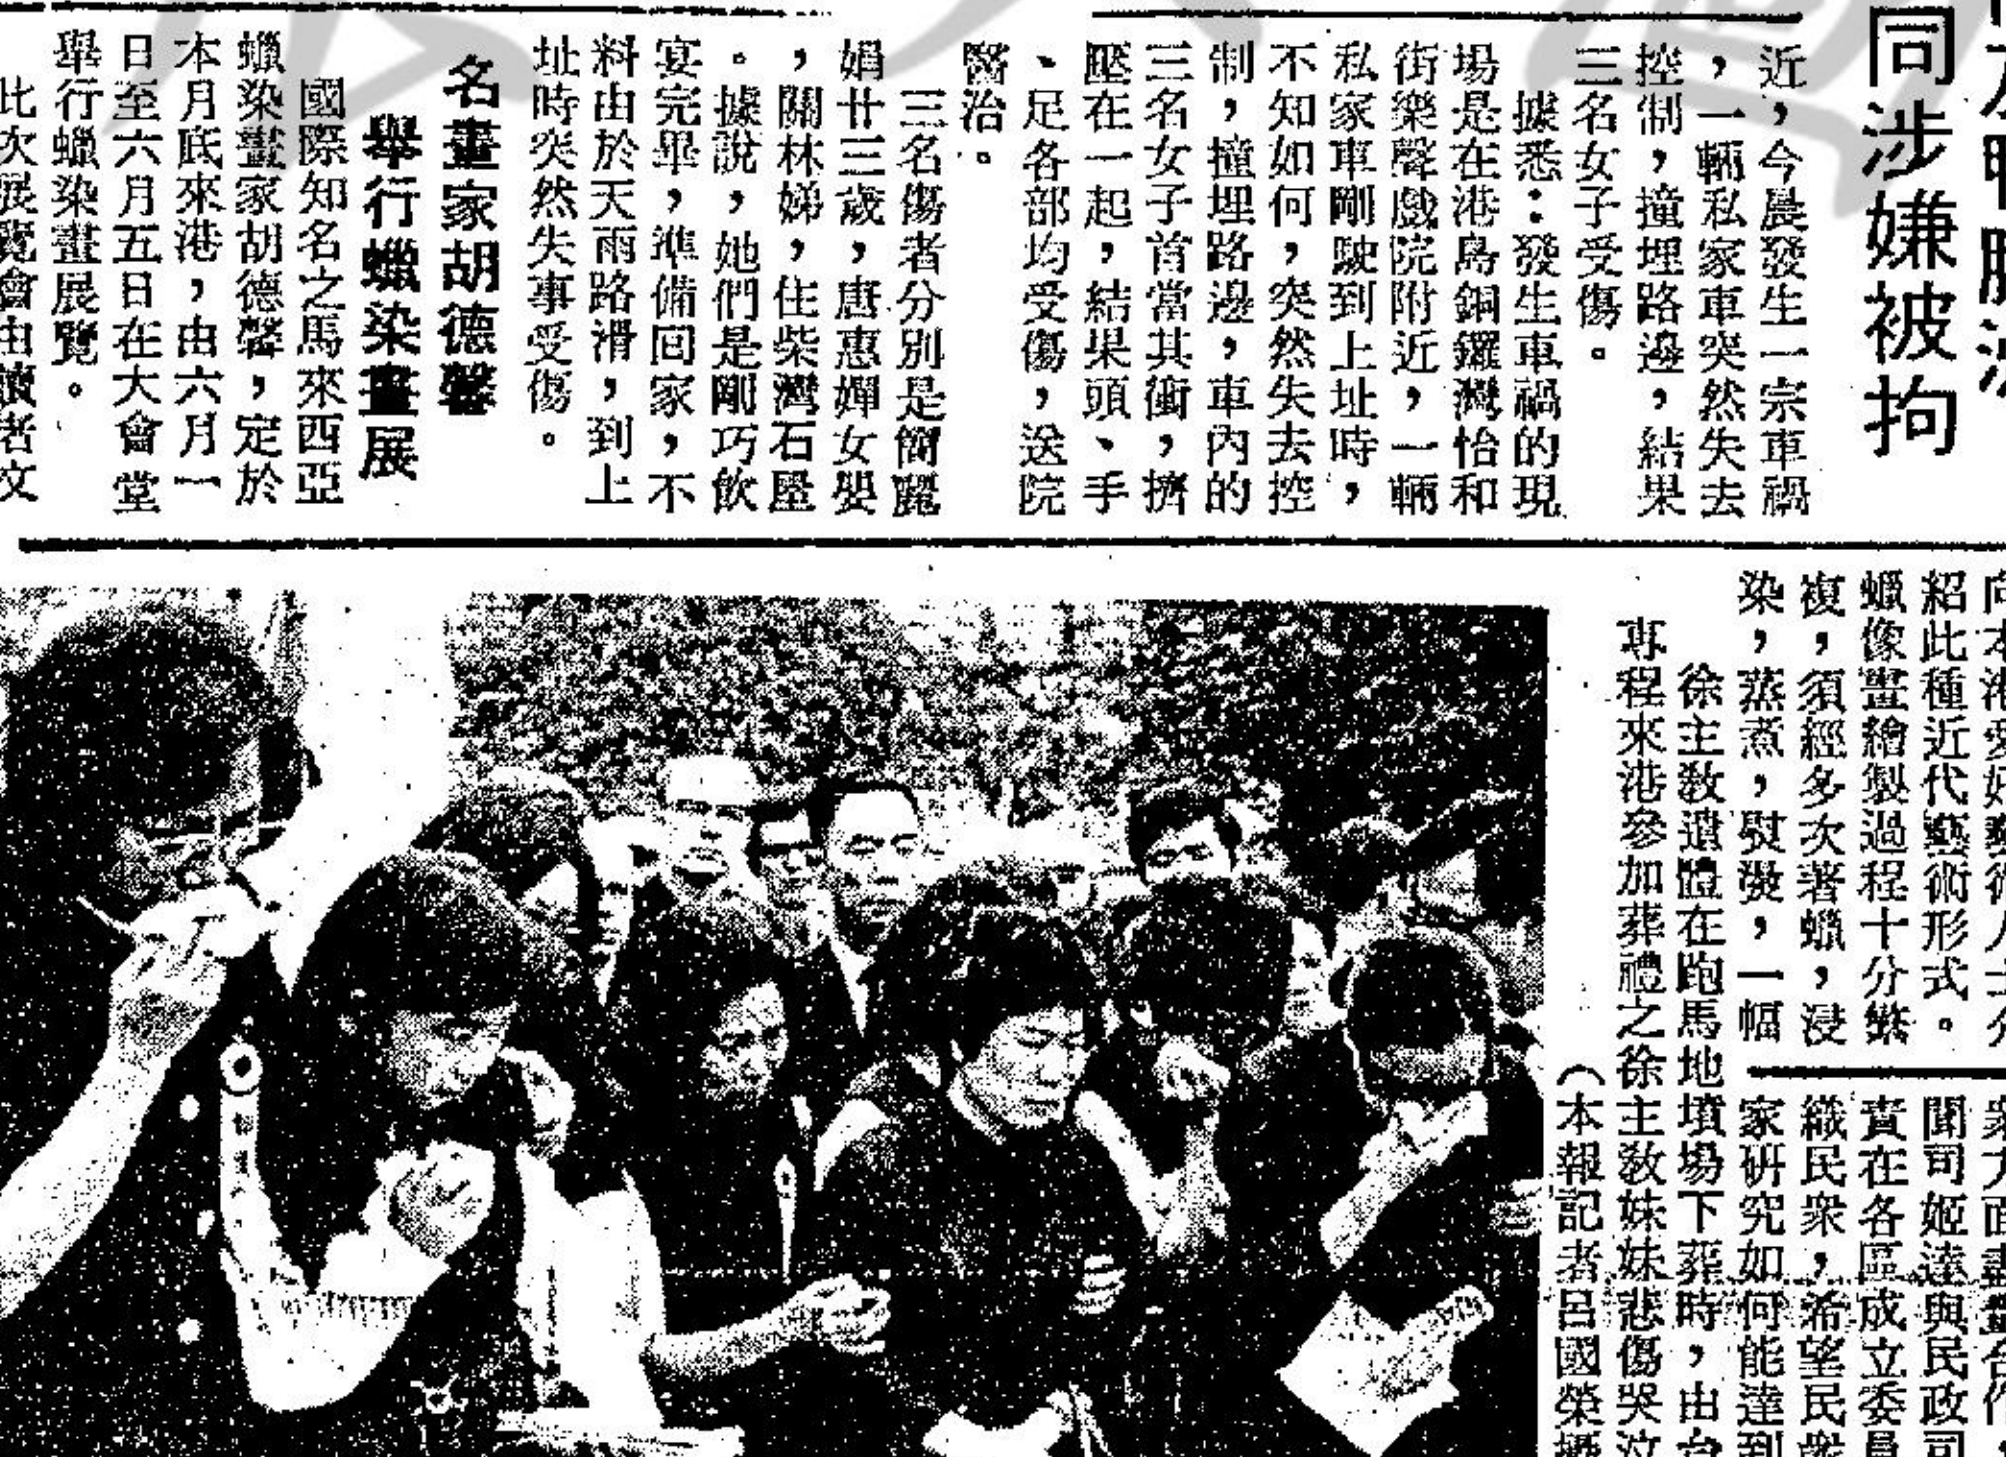 同涉嫌被拘
近，今晨發生一宗車禍
，一輛私家車突然失去
控制，撞埋路邊，結果
三名女子受傷。
據悉：發生車禍的現
場是在港島銅鑼灣怡和
街樂聲戲院附近，一輛
私家車剛駛到上址時，
不知如何，突然失去控
制，撞埋路邊，車內的
三名女子首當其衝，擠
壓在一起，結果頭、手
、足各部均受傷，送院
醫治。
三名傷者分別是簡麗
娟廿三歲，唐惠嬋女嬰
，關林娣，住柴灣石
。據說，她們是剛巧飲
宴完畢，準備回家，不
料由於天雨路滑，到上
址時突然失事受傷。
名畫家胡德馨
舉行蠟染畫展
國際知名之馬來西亞
蠟染畫家胡德馨，定於
本月底來港，由六月一
日至六月五日在大會堂
舉行蠟染畫展覽。
此次展覽會由讀者文
向本港愛好藝術人士介
紹此種近代藝術形式。
蠟像畫繪製過程十分繁
複，須經多次著蠟，浸
染，蒸煮，熨燙，一幅
聞司姬達與民政司
責在各區成立委員
織民衆，希望民衆
家研究如何能達到
徐主教遺體在跑馬地墳場下葬時，由台
專程來港參加葬禮之徐主教妹妹悲傷哭泣
（本報記者呂國榮攝